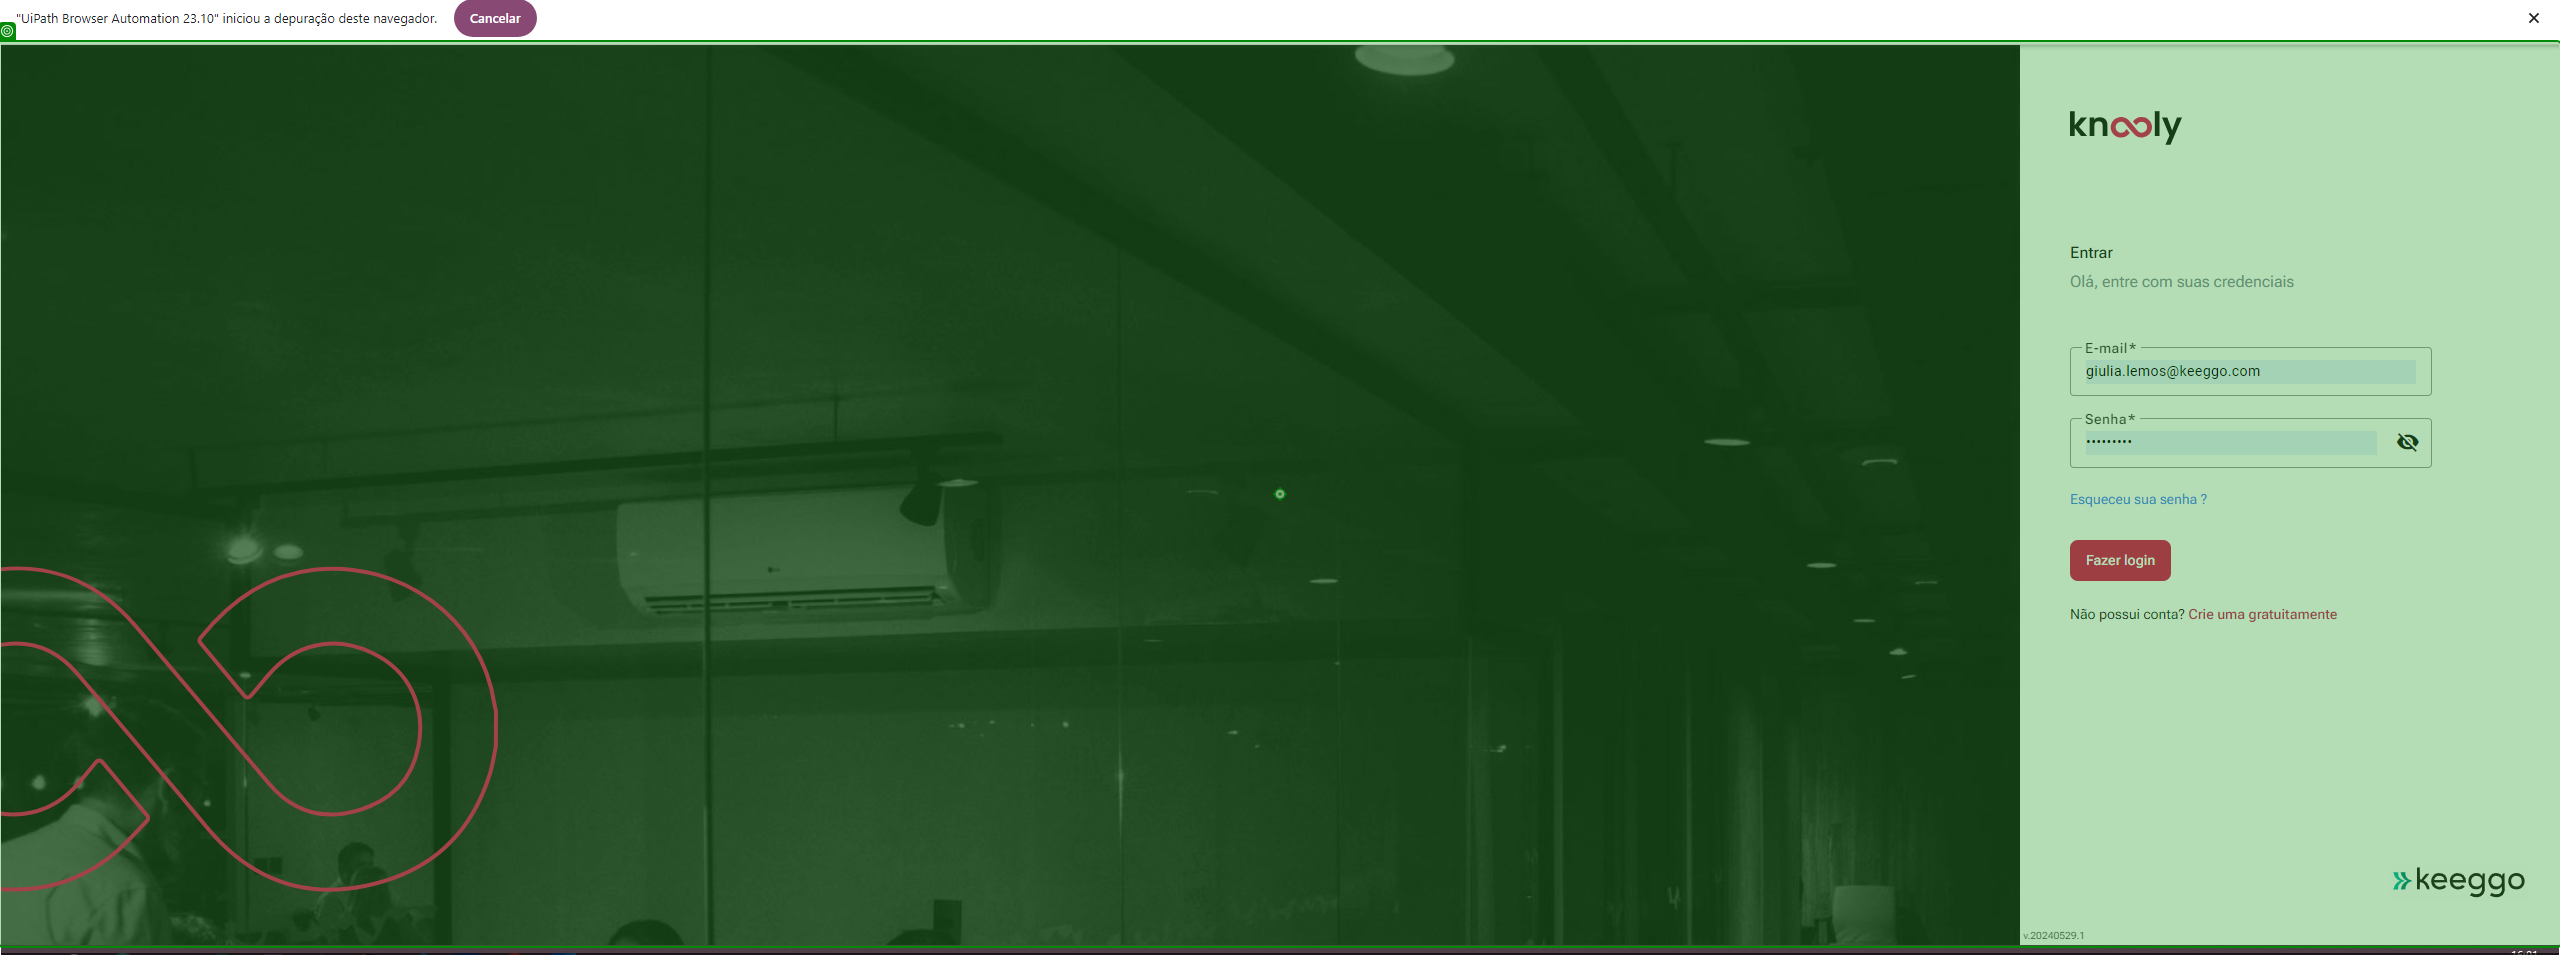 "UiPath Browser Automation 23.10" iniciou a depuração deste navegador.
Cancelar
knooly
Entrar
Olá, entre com suas credenciais
E-mail*
giulia.lemos@keeggo.com
Senha*
•••••••••
Esqueceu sua senha ?
Fazer login
Não possui conta? Crie uma gratuitamente
keeggo
v.20240529.1